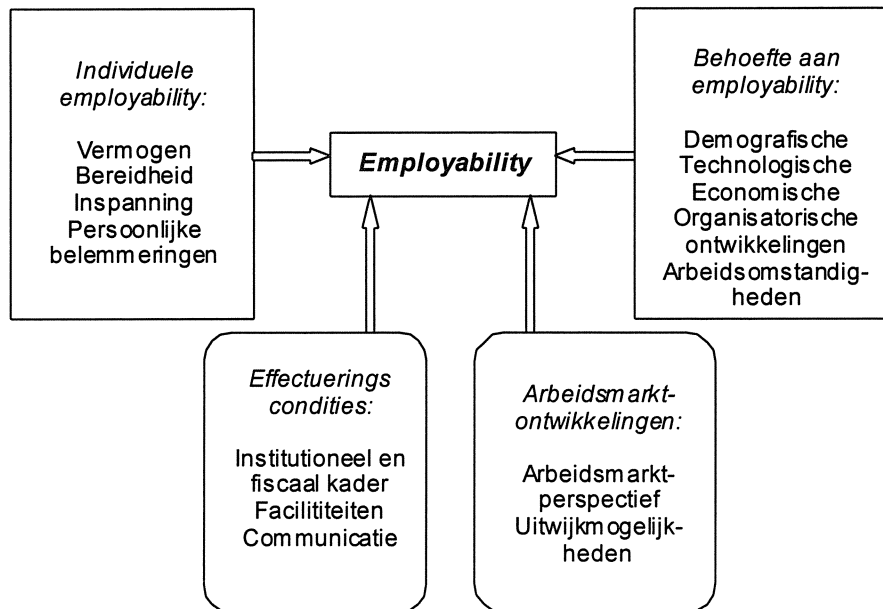 Individuele
employability:
Vermogen
Bereidheid
Inspanning
Persoonlijke
belemmeringen
Employability
Behoefte aan
employability:
Demografische
Technologische
Economische
Organisatorische
ontwikkelingen
Arbeidsomstandig-
heden
Effectuerings
condities:
Institutioneel en
fiscaal kader
Facilititeiten
Communicatie
Arbeidsmarkt-
ontwikkelingen:
Arbeidsmarkt-
perspectief
Uitwijkmogelijk-
heden